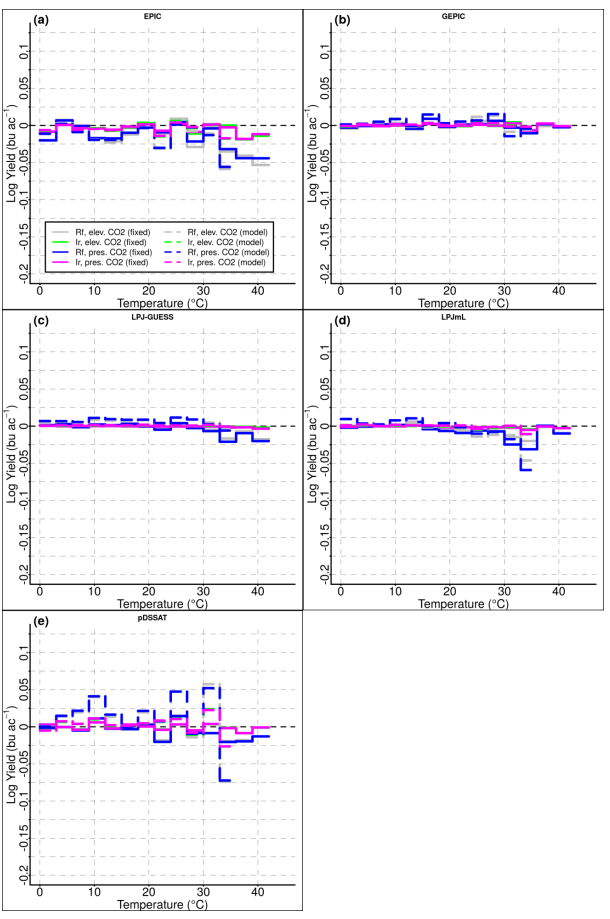 (a)
EPIC
Log Yield (bu ac⁻¹)
0.1
0.05
0
-0.05
-0.1
-0.15
-0.2
Rf, elev. CO2 (fixed)
Ir, elev. CO2 (fixed)
Rf, pres. CO2 (fixed)
Ir, pres. CO2 (fixed)
Rf, elev. CO2 (model)
Ir, elev. CO2 (model)
Rf, pres. CO2 (model)
Ir, pres. CO2 (model)
0 10 20 30 40
Temperature (°C)
(b)
GEPIC
Log Yield (bu ac⁻¹)
0.1
0.05
0
-0.05
-0.1
-0.15
-0.2
0 10 20 30 40
Temperature (°C)
(c)
LPJ-GUESS
Log Yield (bu ac⁻¹)
0.1
0.05
0
-0.05
-0.1
-0.15
-0.2
0 10 20 30 40
Temperature (°C)
(d)
LPJmL
Log Yield (bu ac⁻¹)
0.1
0.05
0
-0.05
-0.1
-0.15
-0.2
0 10 20 30 40
Temperature (°C)
(e)
pDSSAT
Log Yield (bu ac⁻¹)
0.1
0.05
0
-0.05
-0.1
-0.15
-0.2
0 10 20 30 40
Temperature (°C)